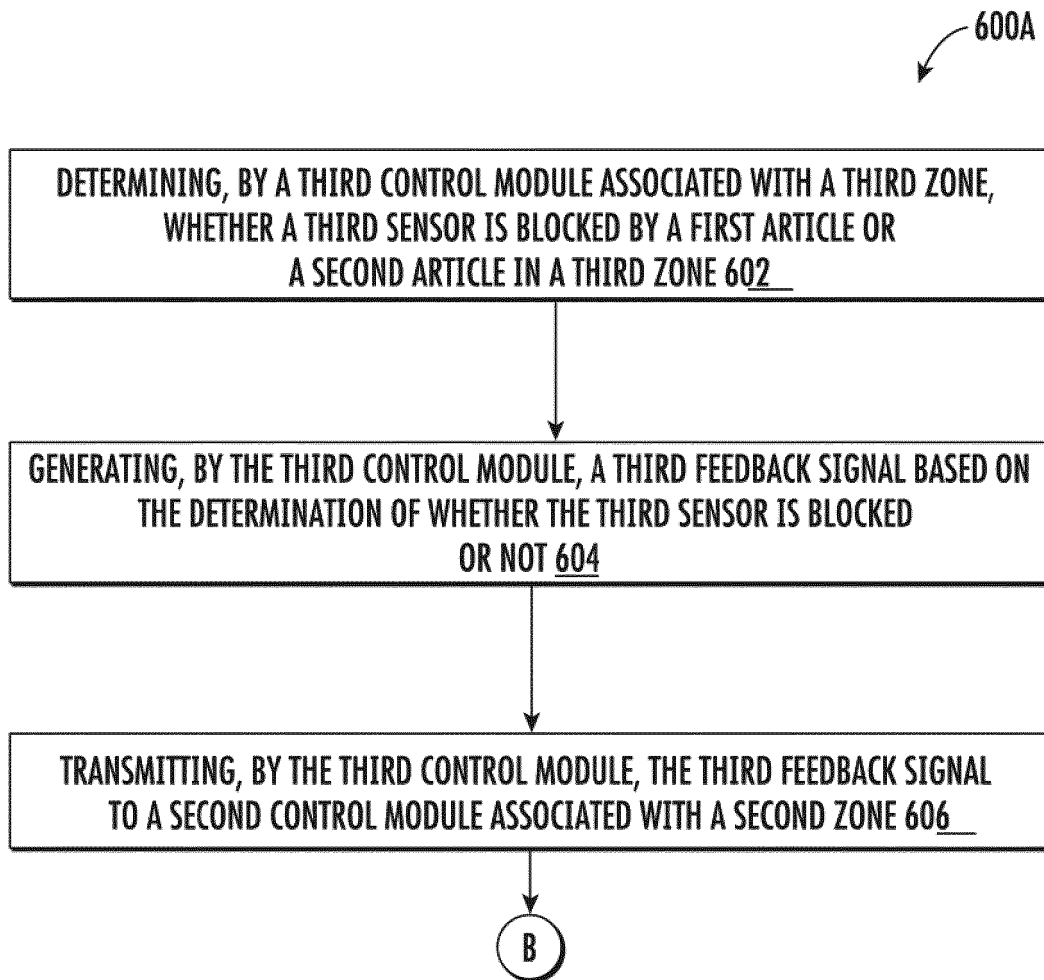 600A
DETERMINING, BY A THIRD CONTROL MODULE ASSOCIATED WITH A THIRD ZONE,
WHETHER A THIRD SENSOR IS BLOCKED BY A FIRST ARTICLE OR
A SECOND ARTICLE IN A THIRD ZONE 602
GENERATING, BY THE THIRD CONTROL MODULE, A THIRD FEEDBACK SIGNAL BASED ON
THE DETERMINATION OF WHETHER THE THIRD SENSOR IS BLOCKED
OR NOT 604
TRANSMITTING, BY THE THIRD CONTROL MODULE, THE THIRD FEEDBACK SIGNAL
TO A SECOND CONTROL MODULE ASSOCIATED WITH A SECOND ZONE 606
B